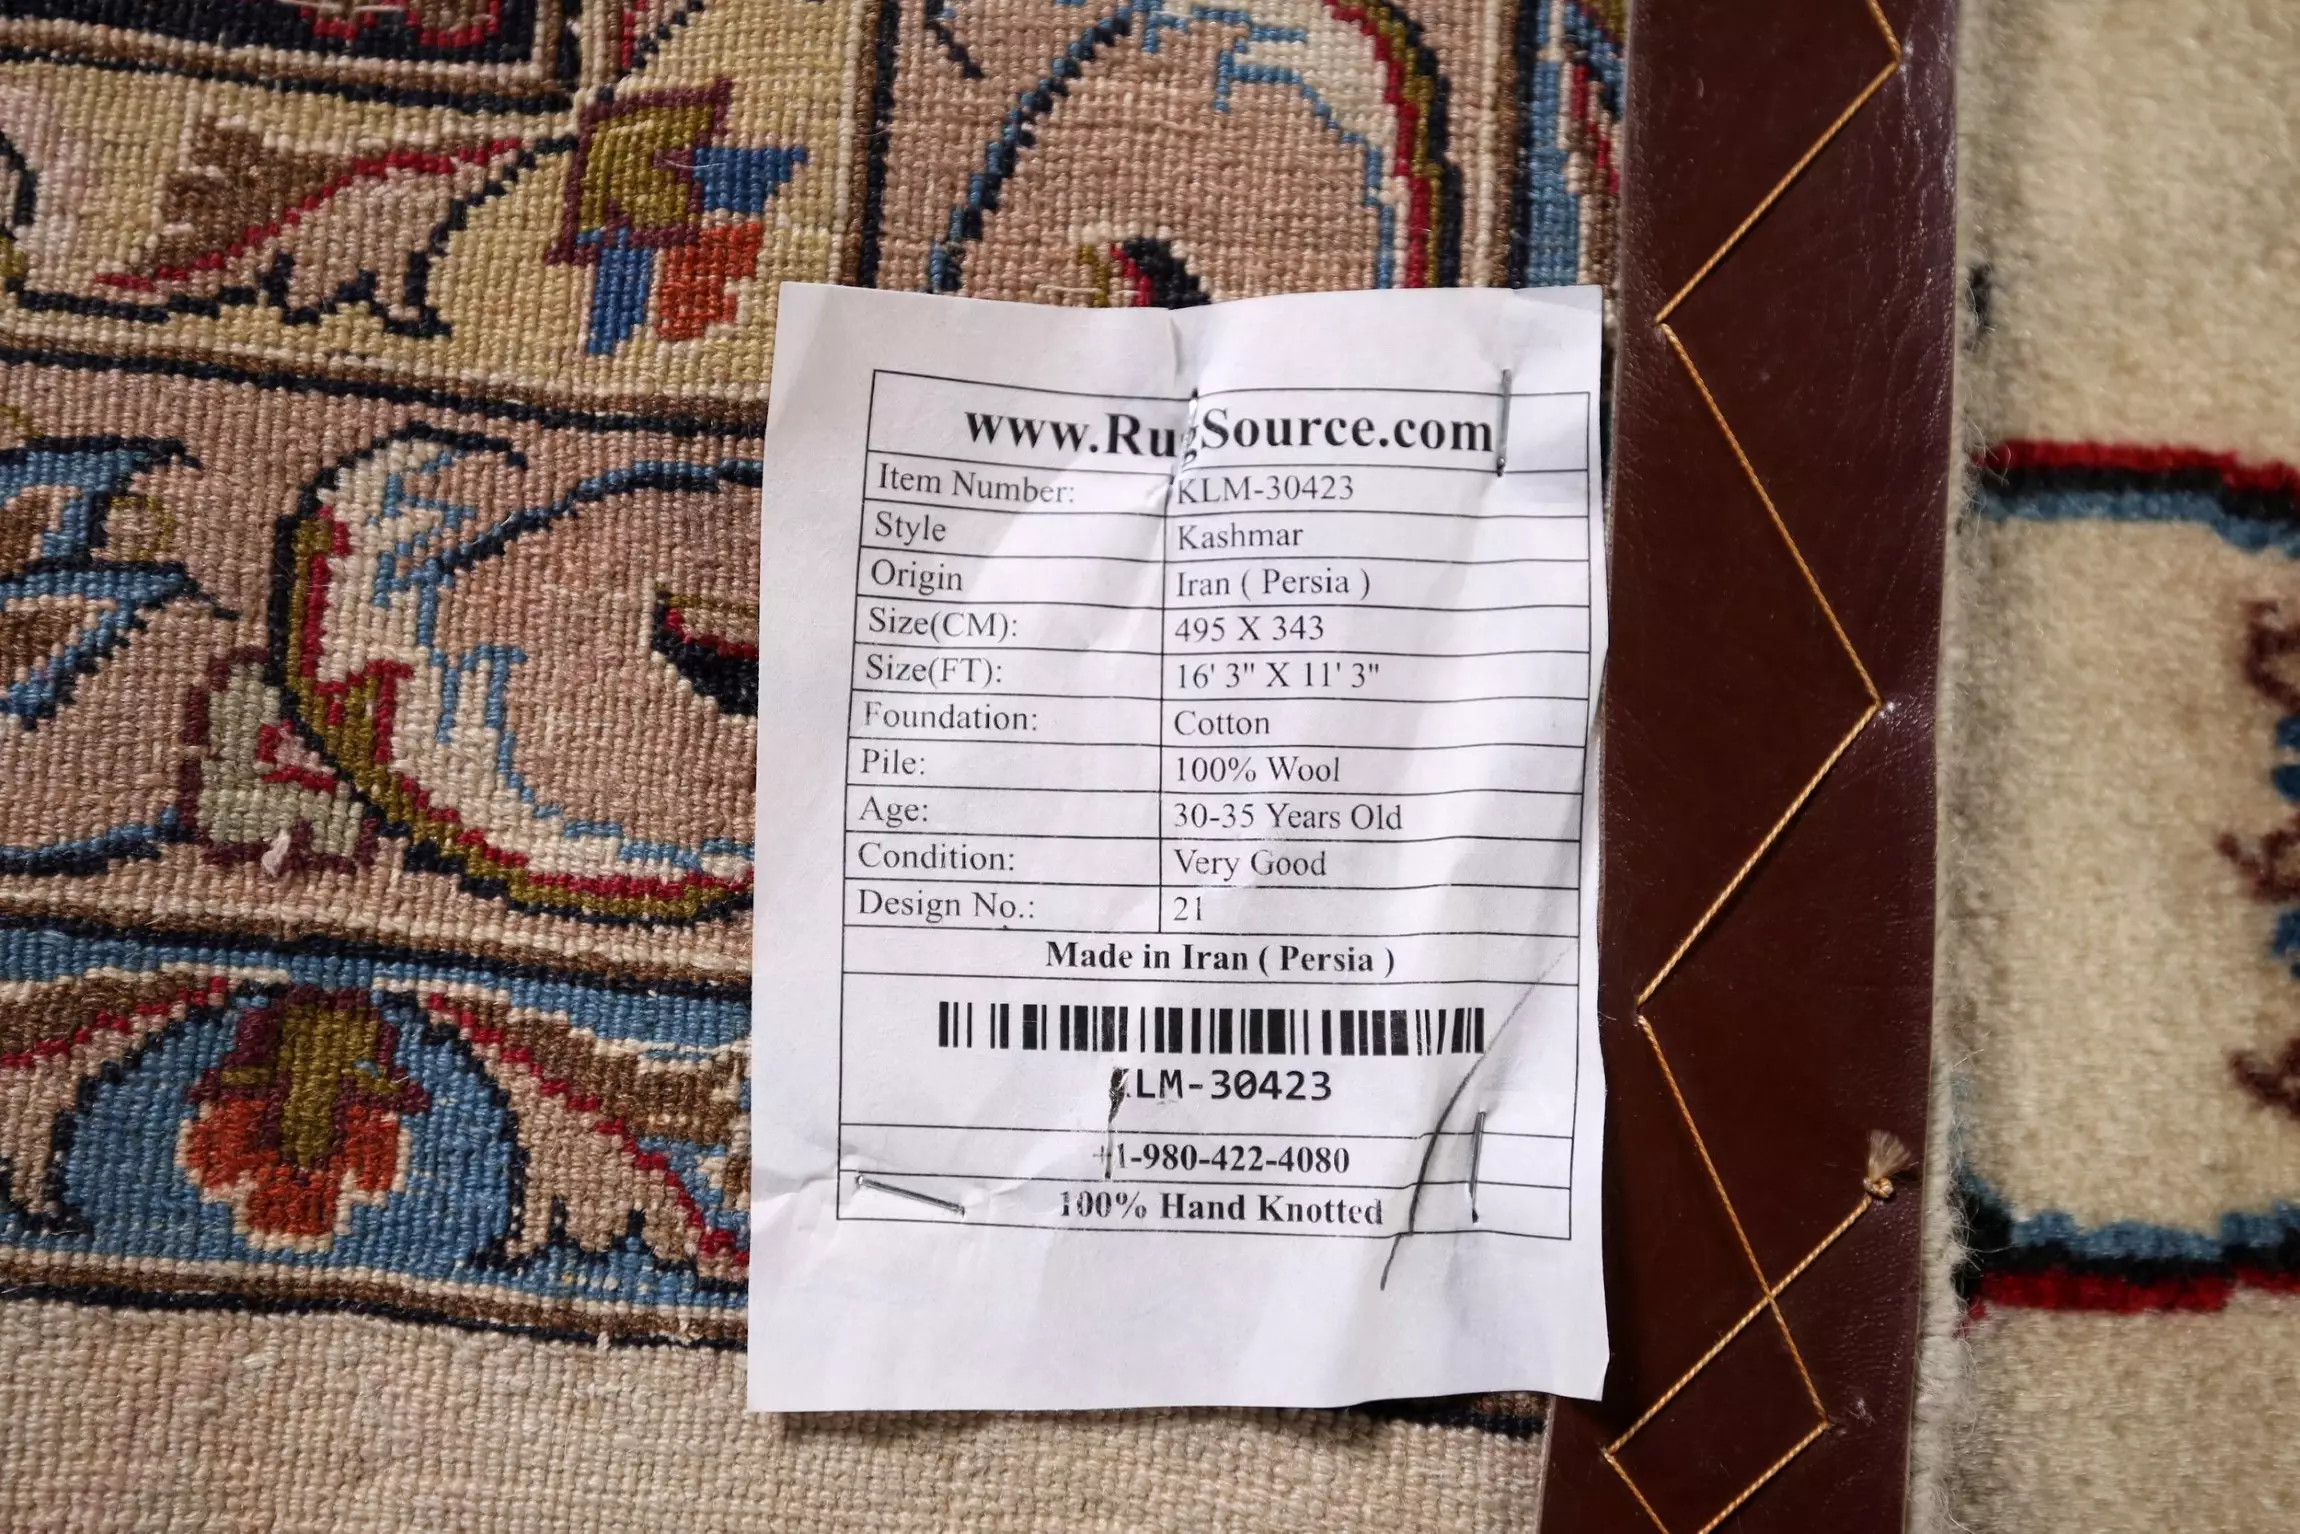 www.RugSource.com
Item Number: KLM-30423
Style Kashmar
Origin Iran ( Persia )
Size(CM): 495 X 343
Size(FT): 16' 3" X 11' 3"
Foundation: Cotton
Pile: 100% Wool
Age: 30-35 Years Old
Condition: Very Good
Design No.: 21
Made in Iran ( Persia )
KLM-30423
+1-980-422-4080
100% Hand Knotted